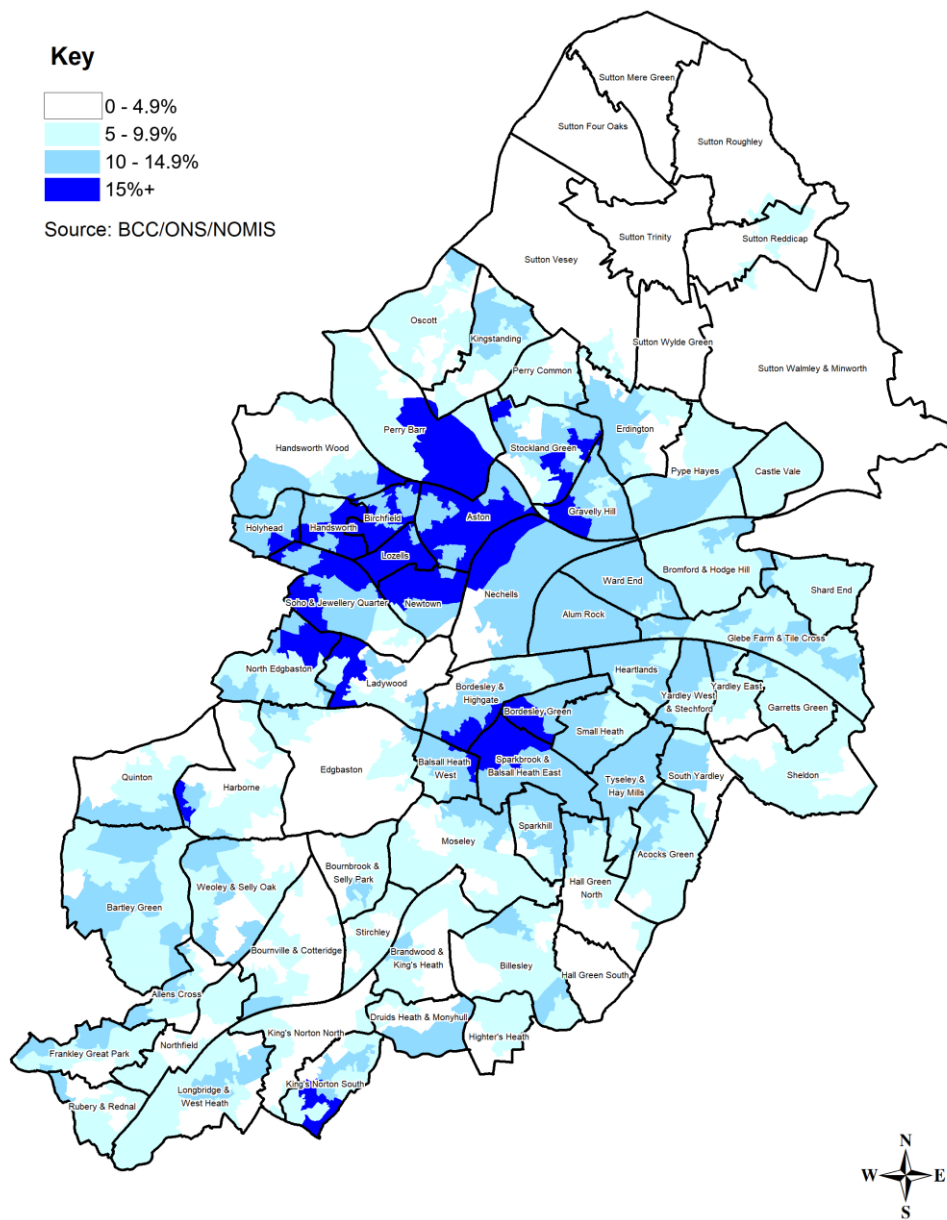 Key
0 - 4.9%
5 - 9.9%
10 - 14.9%
15%+
Source: BCC/ONS/NOMIS
Sutton Mere Green
Sutton Four Oaks
Sutton Roughley
Sutton Trinity
Sutton Reddicap
Sutton Vesey
Oscott
Kingstanding
Sutton Wylde Green
Sutton Walmley & Minworth
Perry Common
Perry Barr
Erdington
Handsworth Wood
Stockland Green
Pype Hayes
Castle Vale
Gravelly Hill
Birchfield
Aston
Holyhead
Handsworth
Lozells
Bromford & Hodge Hill
Ward End
Shard End
Nechells
Soho & Jewellery Quarter
Newtown
Alum Rock
Glebe Farm & Tile Cross
North Edgbaston
Ladywood
Heartlands
Bordesley &
Highgate
Yardley East
Yardley West
& Stechford
Bordesley Green
Garretts Green
Small Heath
Balsall Heath
West
Sparkbrook &
Balsall Heath East
Edgbaston
Quinton
Harborne
Tyseley &
Hay Mills
South Yardley
Sheldon
Moseley
Sparkhill
Acocks Green
Bournbrook &
Selly Park
Hall Green
North
Weoley & Selly Oak
Bartley Green
Stirchley
Bournville & Cotteridge
Brandwood &
King's Heath
Billesley
Hall Green South
Allens Cross
Druids Heath & Monyhull
King's Norton North
Highter's Heath
Northfield
Frankley Great Park
King's Norton South
Longbridge &
West Heath
Rubery & Rednal
N
W
E
S